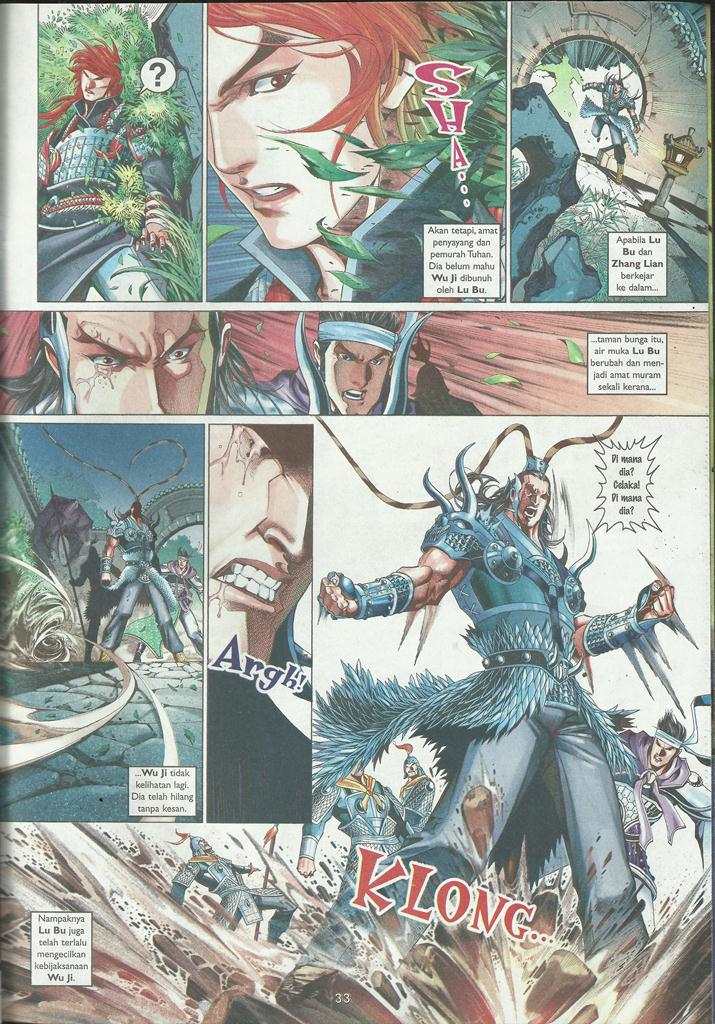 ?
SHA...
Akan tetapi, amat
penyayang dan
pemurah Tuhan.
Dia belum mahu
Wu Ji dibunuh
oleh Lu Bu.
Apabila Lu
Bu dan
Zhang Lian
berkejar
ke dalam...
...taman bunga itu,
air muka Lu Bu
berubah dan men-
jadi amat muram
sekali kerana...
...Wu Ji tidak
kelihatan lagi.
Dia telah hilang
tanpa kesan.
Argh!
Di mana
dia?
Celaka!
Di mana
dia?
KLONG...
Nampaknya
Lu Bu juga
telah terlalu
mengecilkan
kebijaksanaan
Wu Ji.
33